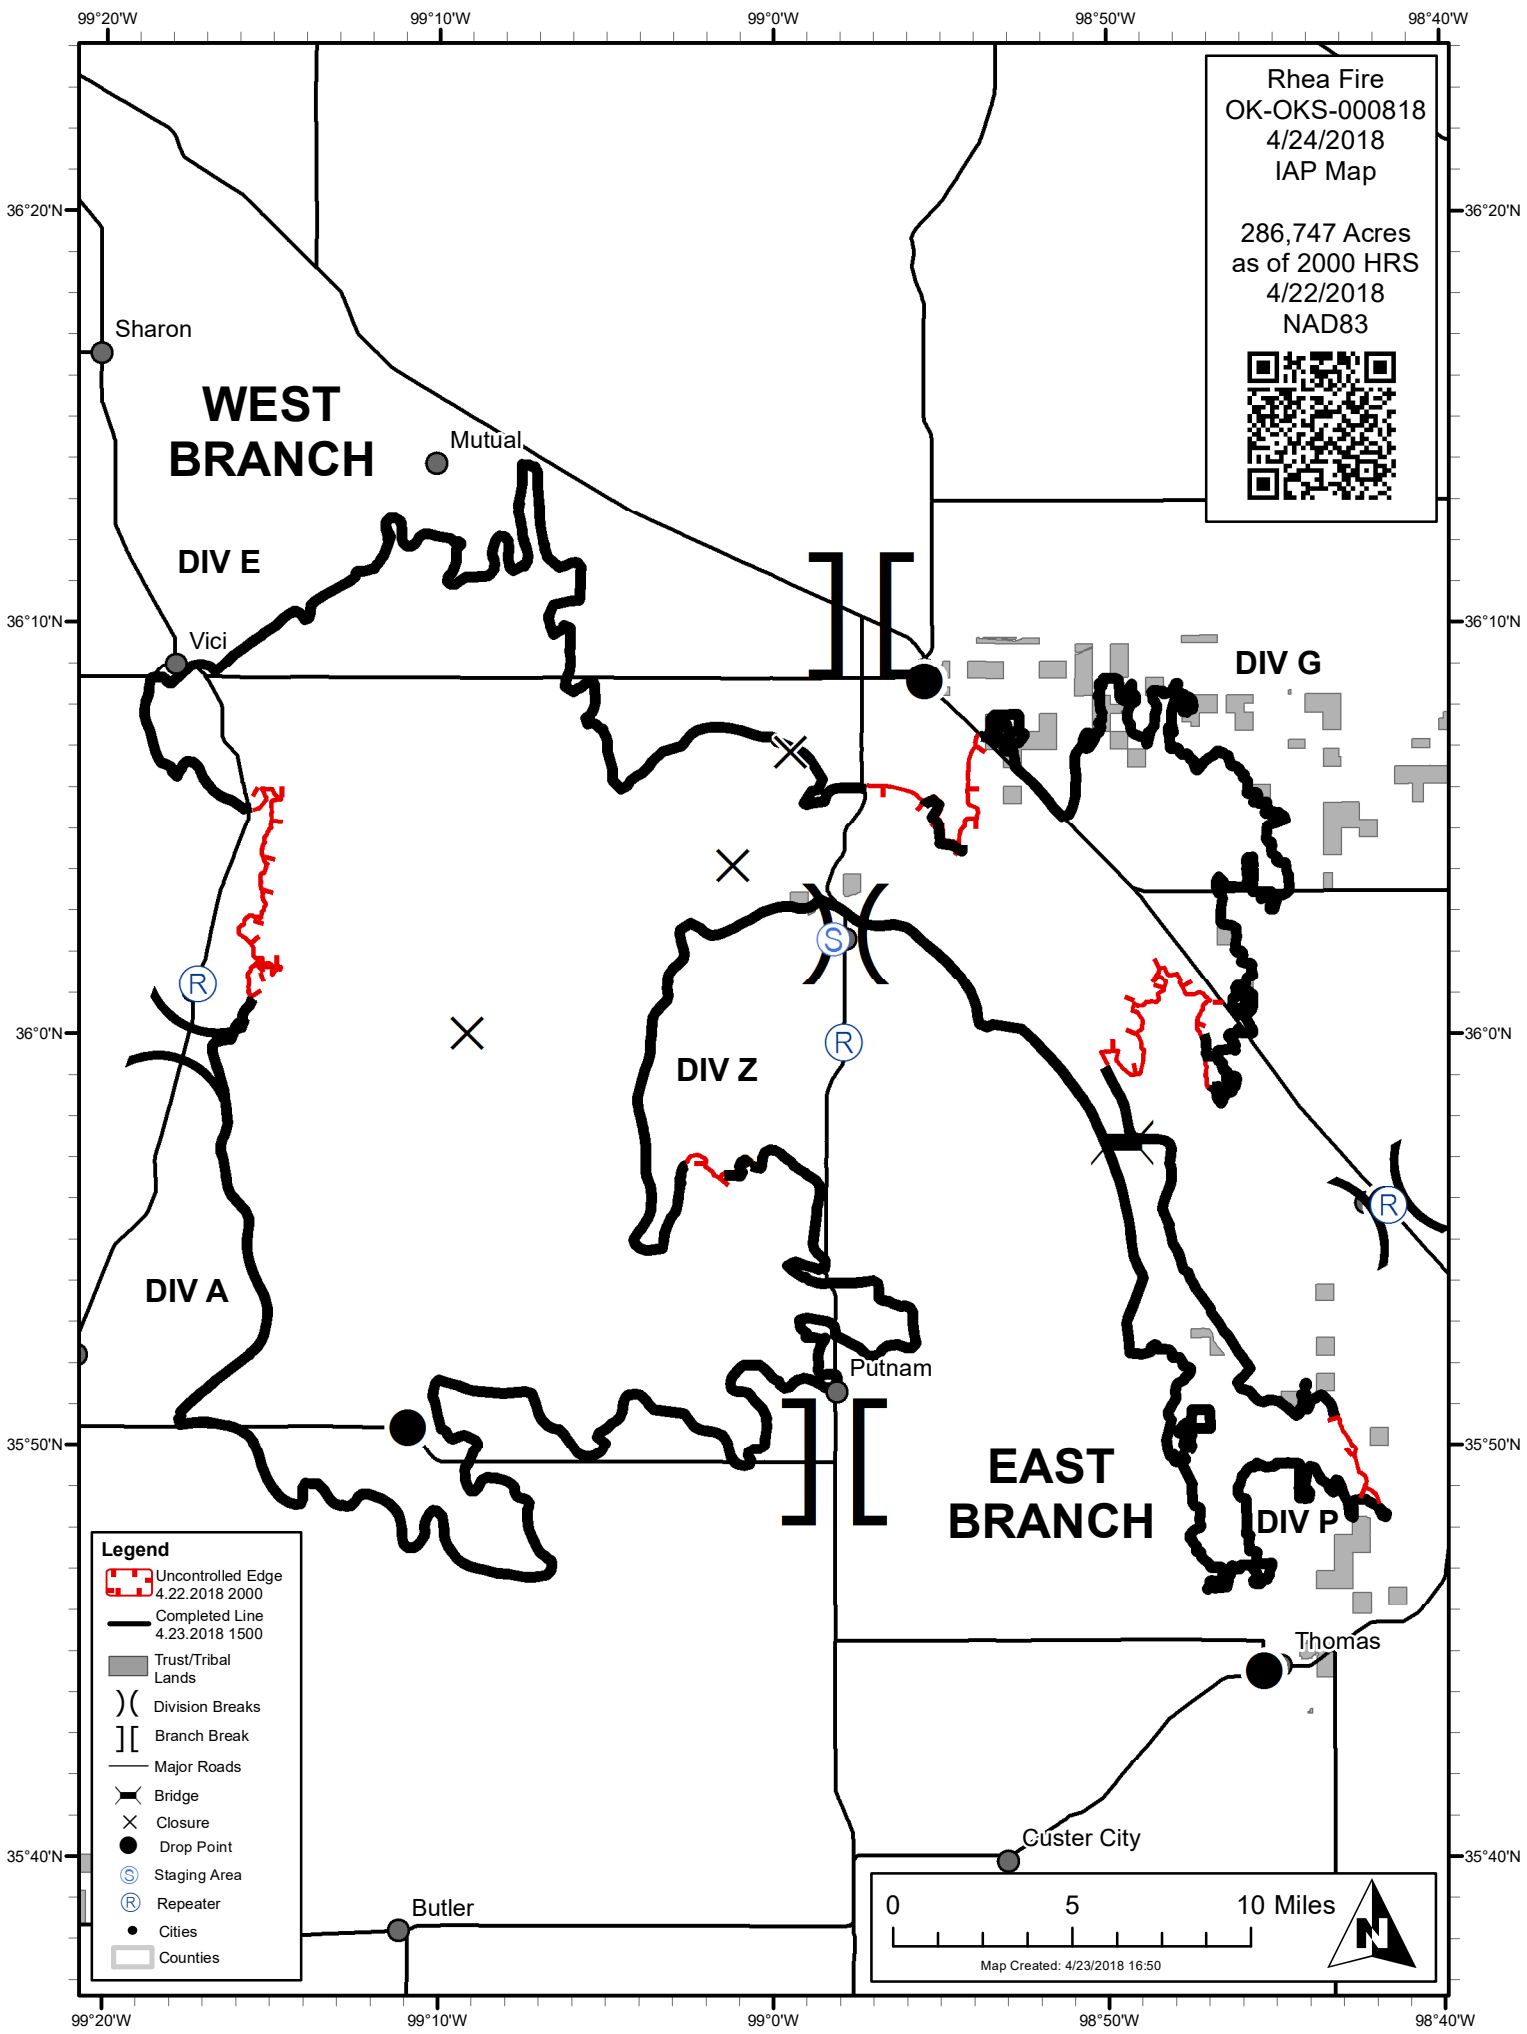 99°20'W
99°10'W
99°0'W
98°50'W
98°40'W
Rhea Fire
OK-OKS-000818
4/24/2018
IAP Map
286,747 Acres
as of 2000 HRS
4/22/2018
NAD83
36°20'N
36°20'N
Sharon
WEST
BRANCH
Mutual
DIV E
36°10'N
36°10'N
Vici
DIV G
S
R
36°0'N
36°0'N
R
DIV Z
R
DIV A
Putnam
35°50'N
35°50'N
EAST
BRANCH
DIV P
Legend
Uncontrolled Edge
4.22.2018 2000
Completed Line
4.23.2018 1500
Trust/Tribal
Lands
Division Breaks
Branch Break
Major Roads
Bridge
Closure
Drop Point
S Staging Area
R Repeater
Cities
Counties
Thomas
Custer City
35°40'N
35°40'N
Butler
0 5 10 Miles
N
Map Created: 4/23/2018 16:50
99°20'W
99°10'W
99°0'W
98°50'W
98°40'W